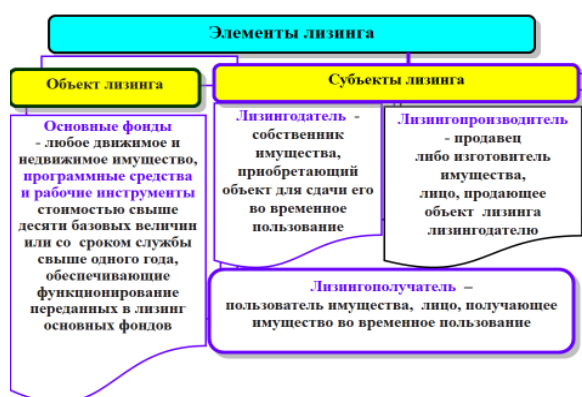 Элементы лизинга
Объект лизинга
Субъекты лизинга
Основные фонды
- любое движимое и
недвижимое имущество,
программные средства
и рабочие инструменты
стоимостью свыше
десяти базовых величин
или со сроком службы
свыше одного года,
обеспечивающие
функционирование
переданных в лизинг
основных фондов
Лизингодатель -
собственник
имущества,
приобретающий
объект для сдачи его
во временное
пользование
Лизингопроизводитель
- продавец
либо изготовитель
имущества,
лицо, продающее
объект лизинга
лизингодателю
Лизингополучатель –
пользователь имущества, лицо, получающее
имущество во временное пользование